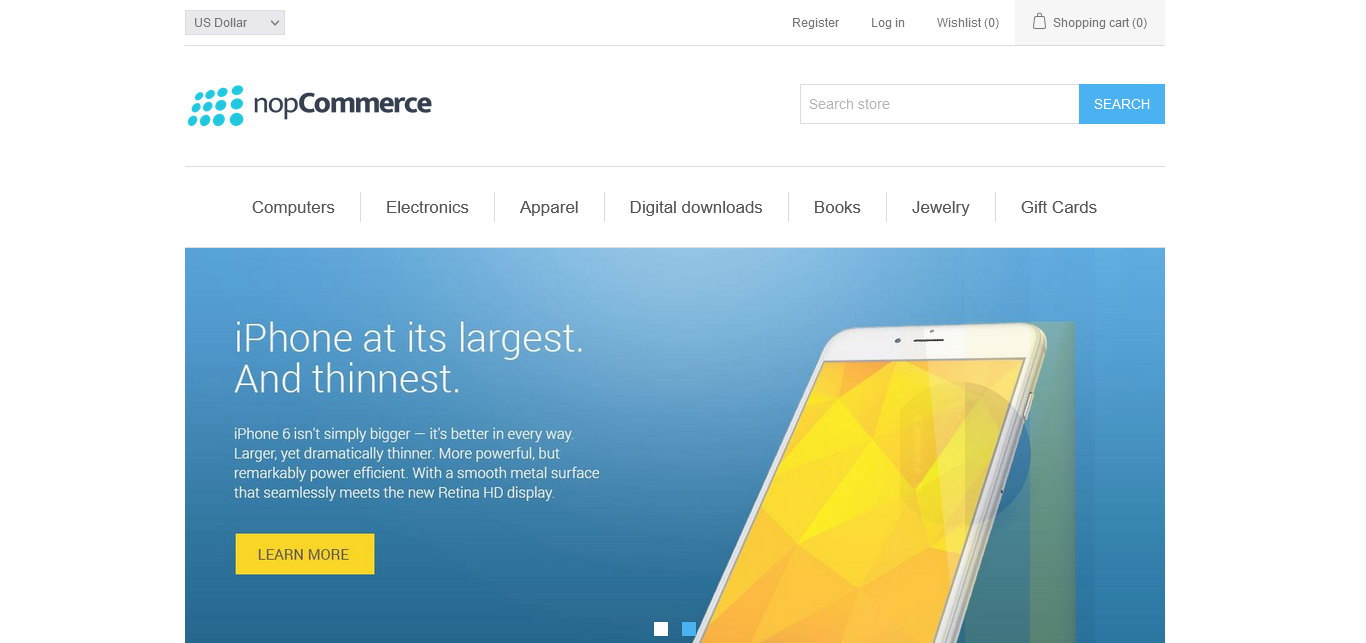 US Dollar
Register
Log in
Wishlist (0)
Shopping cart (0)
nopCommerce
Search store
SEARCH
Computers
Electronics
Apparel
Digital downloads
Books
Jewelry
Gift Cards
iPhone at its largest.
And thinnest.
iPhone 6 isn't simply bigger — it's better in every way.
Larger, yet dramatically thinner. More powerful, but
remarkably power efficient. With a smooth metal surface
that seamlessly meets the new Retina HD display.
LEARN MORE